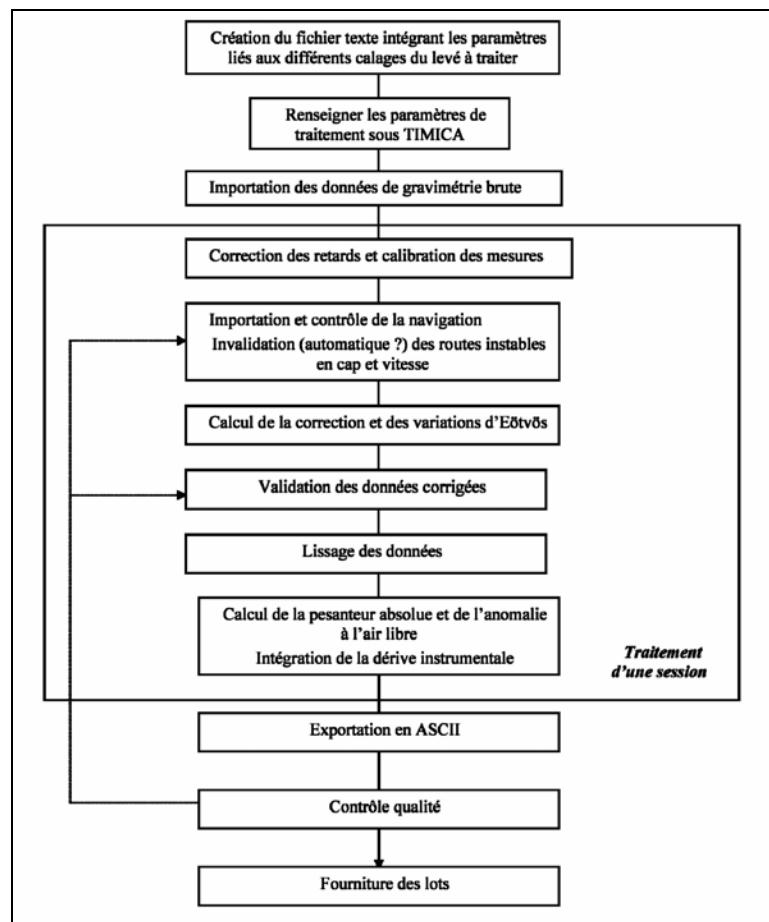 Création du fichier texte intégrant les paramètres
liés aux différents calages du levé à traiter
Renseigner les paramètres de
traitement sous TIMICA
Importation des données de gravimétrie brute
Correction des retards et calibration des mesures
Importation et contrôle de la navigation
Invalidation (automatique ?) des routes instables
en cap et vitesse
Calcul de la correction et des variations d'Eötvös
Validation des données corrigées
Lissage des données
Calcul de la pesanteur absolue et de l'anomalie
à l'air libre
Intégration de la dérive instrumentale
Traitement
d'une session
Exportation en ASCII
Contrôle qualité
Fourniture des lots